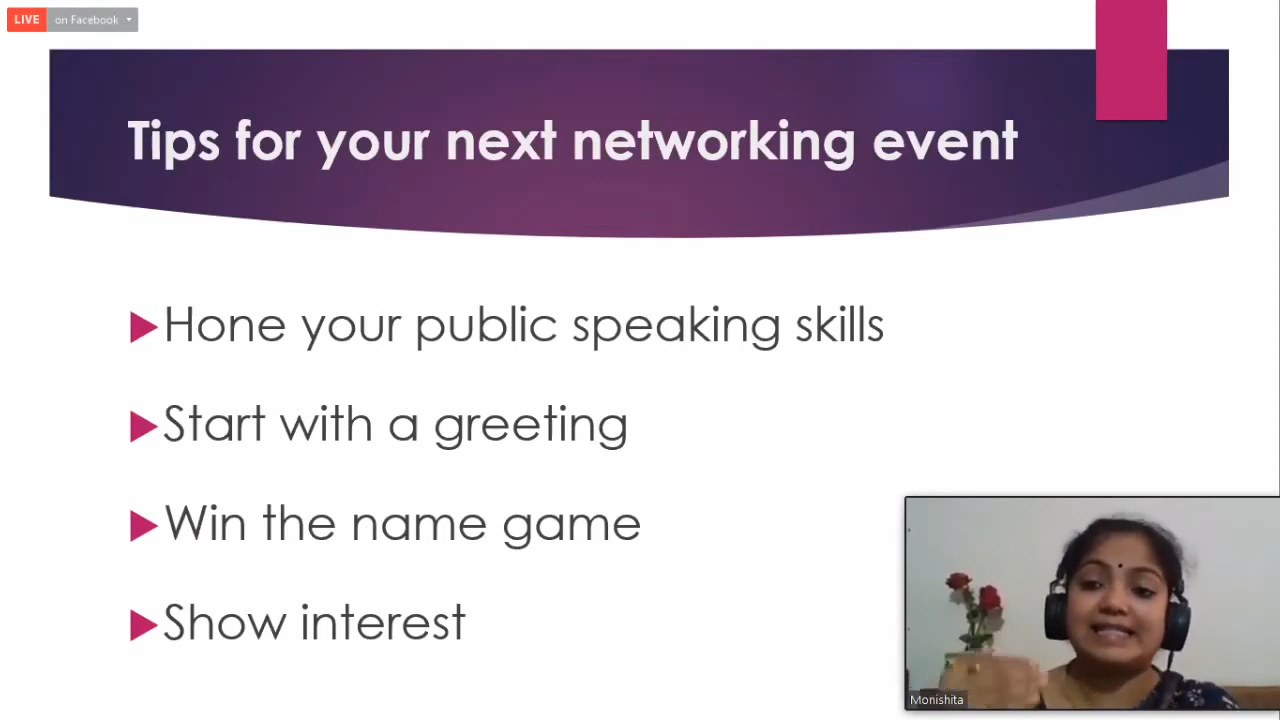 LIVE on Facebook
Tips for your next networking event
Hone your public speaking skills
Start with a greeting
Win the name game
Show interest
Monishita